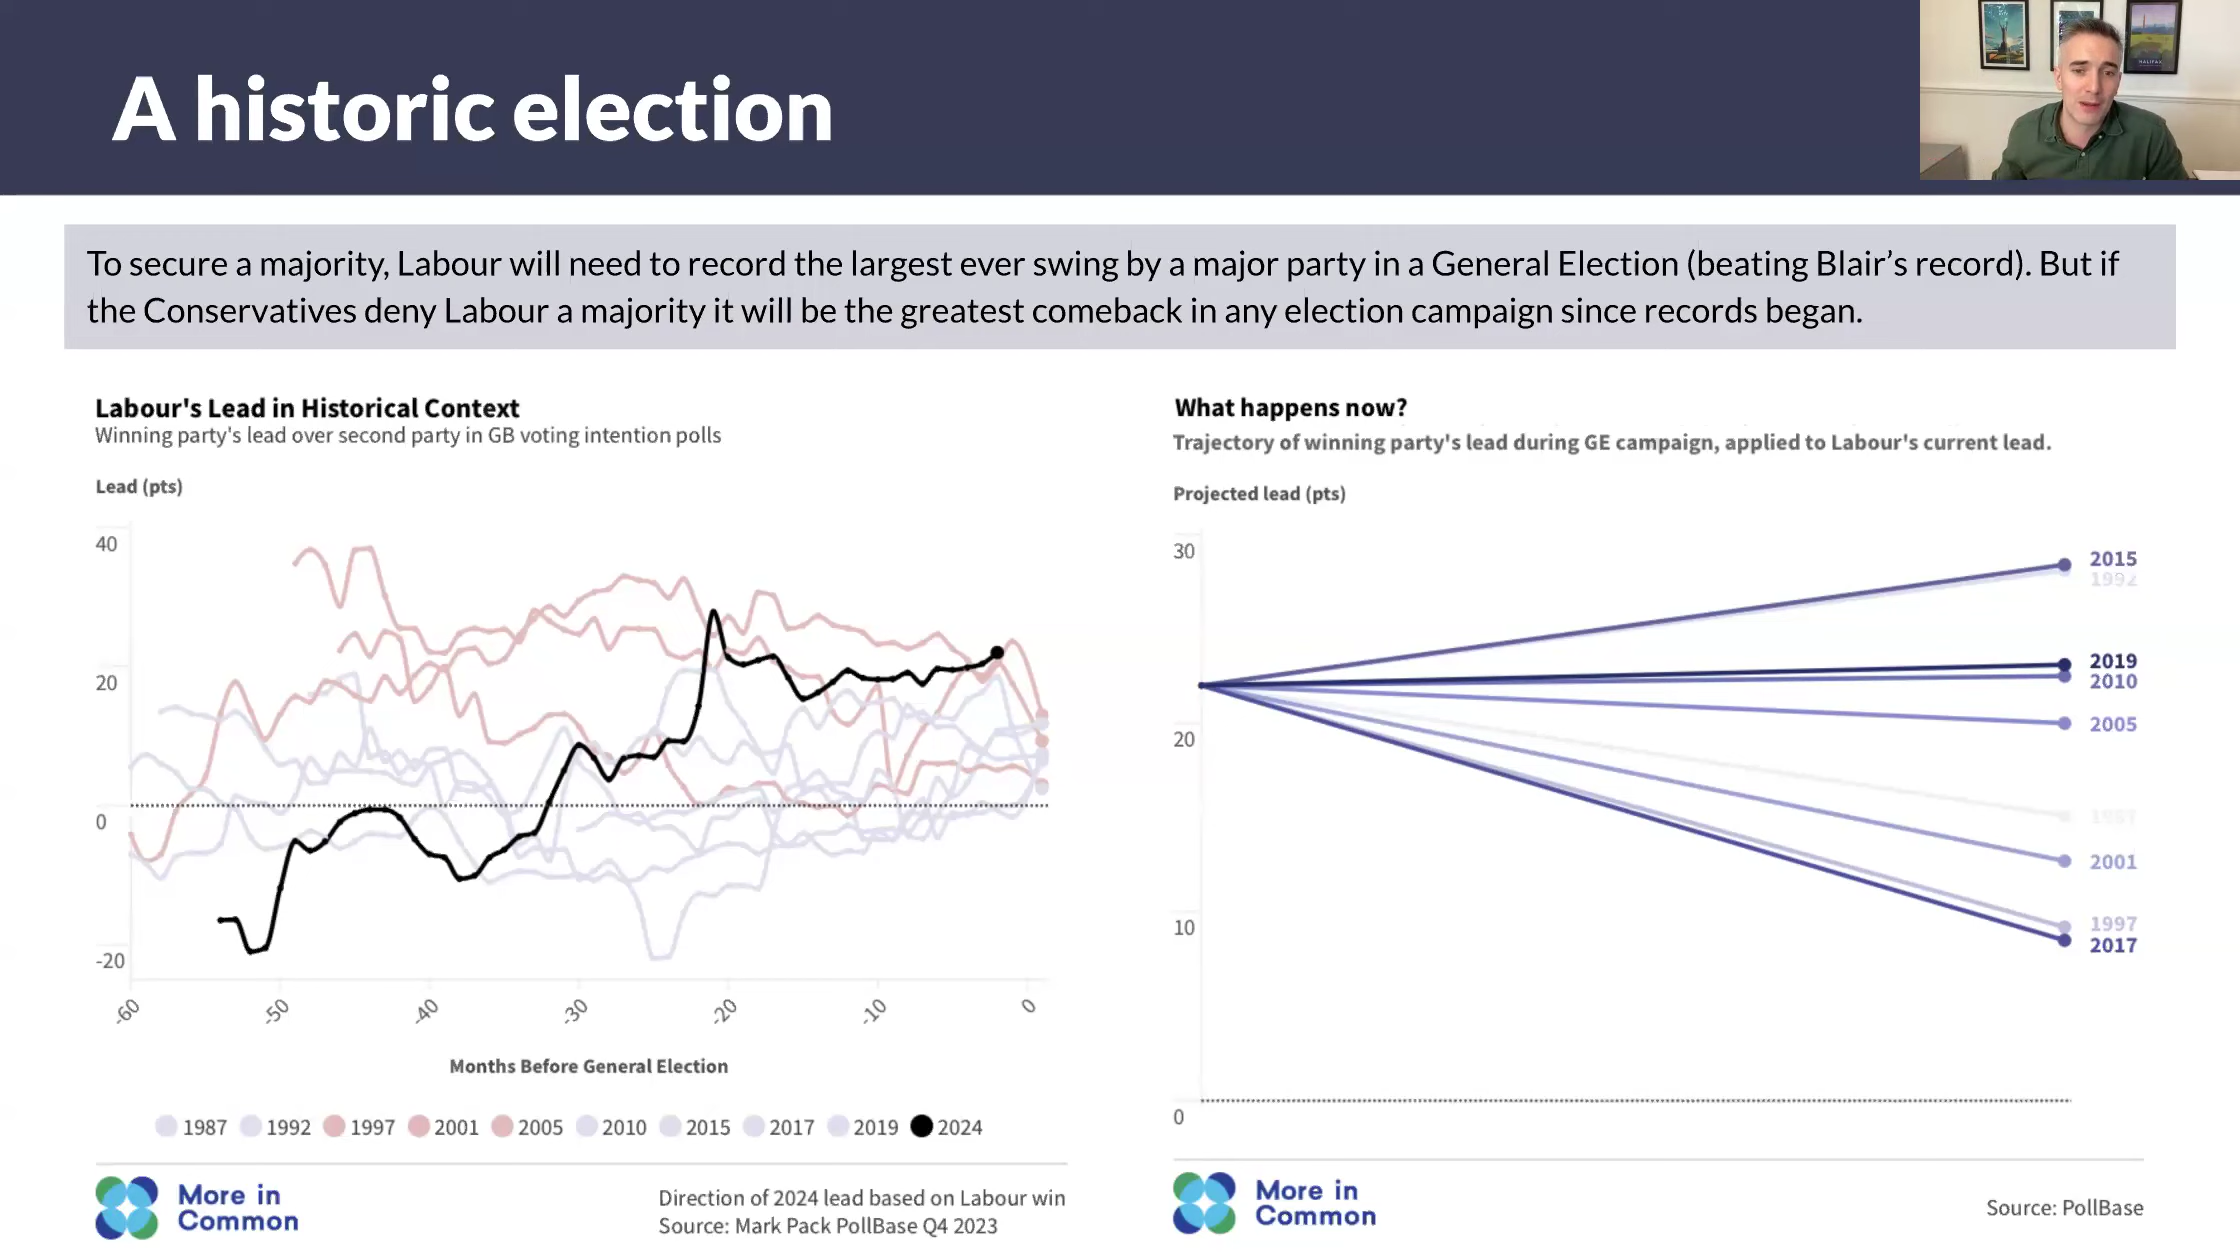 A historic election
HALIFAX
To secure a majority, Labour will need to record the largest ever swing by a major party in a General Election (beating Blair's record). But if
the Conservatives deny Labour a majority it will be the greatest comeback in any election campaign since records began.
Labour's Lead in Historical Context
Winning party's lead over second party in GB voting intention polls
Lead (pts)
40
20
0
-20
-60
-50
-40
-30
-20
-10
0
Months Before General Election
1987 1992 1997 2001 2005 2010 2015 2017 2019 2024
More in
Common
Direction of 2024 lead based on Labour win
Source: Mark Pack PollBase Q4 2023
What happens now?
Trajectory of winning party's lead during GE campaign, applied to Labour's current lead.
Projected lead (pts)
30
20
10
0
2015
1992
2019
2010
2005
1987
2001
1997
2017
More in
Common
Source: PollBase